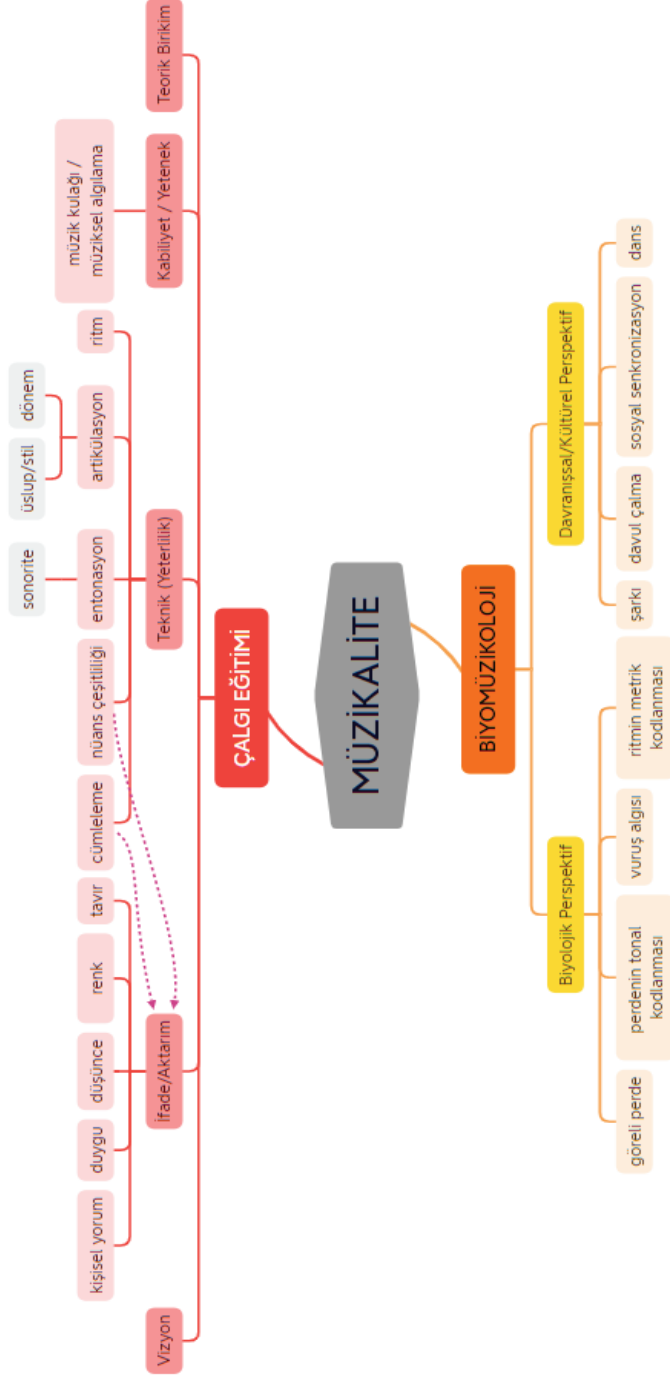 sonorite
üslup/stil
dönem
kişisel yorum
duygu
düşünce
renk
tavır
cümleleme
nüans çeşitliliği
entonasyon
artikülasyon
ritm
müzik kulağı /
müziksel algılama
Vizyon
İfade/Aktarım
Teknik (Yeterlilik)
Kabiliyet / Yetenek
Teorik Birikim
ÇALGI EĞİTİMİ
MÜZİKALİTE
BİYOMÜZİKOLOJİ
Biyolojik Perspektif
Davranışsal/Kültürel Perspektif
göreli perde
perdenin tonal
kodlanması
vuruş algısı
ritmin metrik
kodlanması
şarkı
davul çalma
sosyal senkronizasyon
dans